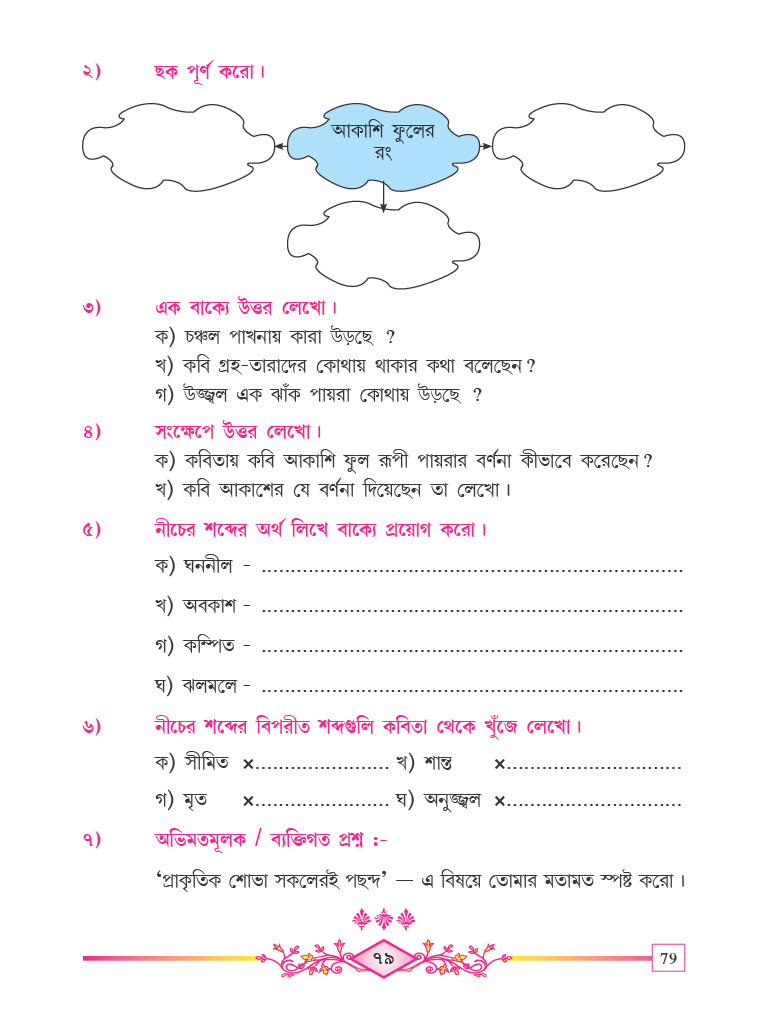 ২) ছক পূর্ণ করো।
আকাশি ফুলের
রং
৩) এক বাক্যে উত্তর লেখো।
ক) চঞ্চল পাখনায় কারা উড়ছে ?
খ) কবি গ্রহ-তারাদের কোথায় থাকার কথা বলেছেন?
গ) উজ্জ্বল এক ঝাঁক পায়রা কোথায় উড়ছে ?
৪) সংক্ষেপে উত্তর লেখো।
ক) কবিতায় কবি আকাশি ফুল রূপী পায়রার বর্ণনা কীভাবে করেছেন?
খ) কবি আকাশের যে বর্ণনা দিয়েছেন তা লেখো।
৫) নীচের শব্দের অর্থ লিখে বাক্যে প্রয়োগ করো।
ক) ঘননীল - ........................................................................
খ) অবকাশ - ........................................................................
গ) কম্পিত - ........................................................................
ঘ) ঝলমলে - ........................................................................
৬) নীচের শব্দের বিপরীত শব্দগুলি কবিতা থেকে খুঁজে লেখো।
ক) সীমিত ×....................... খ) শান্ত ×..............................
গ) মৃত ×....................... ঘ) অনুজ্জ্বল ×..............................
৭) অভিমতমূলক / ব্যক্তিগত প্রশ্ন :-
‘প্রাকৃতিক শোভা সকলেরই পছন্দ’ — এ বিষয়ে তোমার মতামত স্পষ্ট করো।
৭৯
79